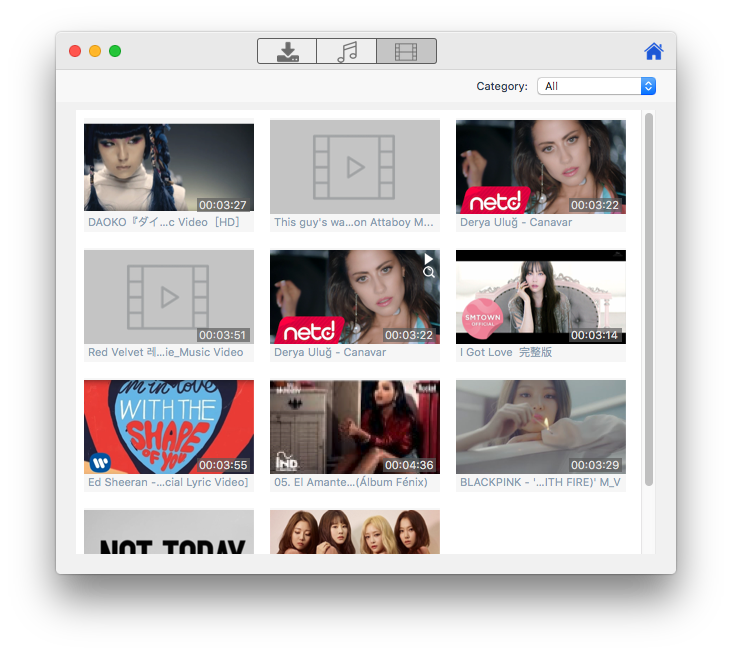 Category: All
00:03:27
DAOKO『ダイ...c Video［HD］
This guy's wa...on Attaboy M...
netd
00:03:22
Derya Uluğ - Canavar
00:03:51
Red Velvet 레...ie_Music Video
netd
00:03:22
Derya Uluğ - Canavar
SMTOWN
OFFICIAL
00:03:14
I Got Love 完整版
I'm in love
WITH THE
SHAPE
OF YOU
00:03:55
Ed Sheeran -...cial Lyric Video]
IND
00:04:36
05. El Amante...(Álbum Fénix)
00:03:29
BLACKPINK - '...ITH FIRE)' M_V
NOT TODAY